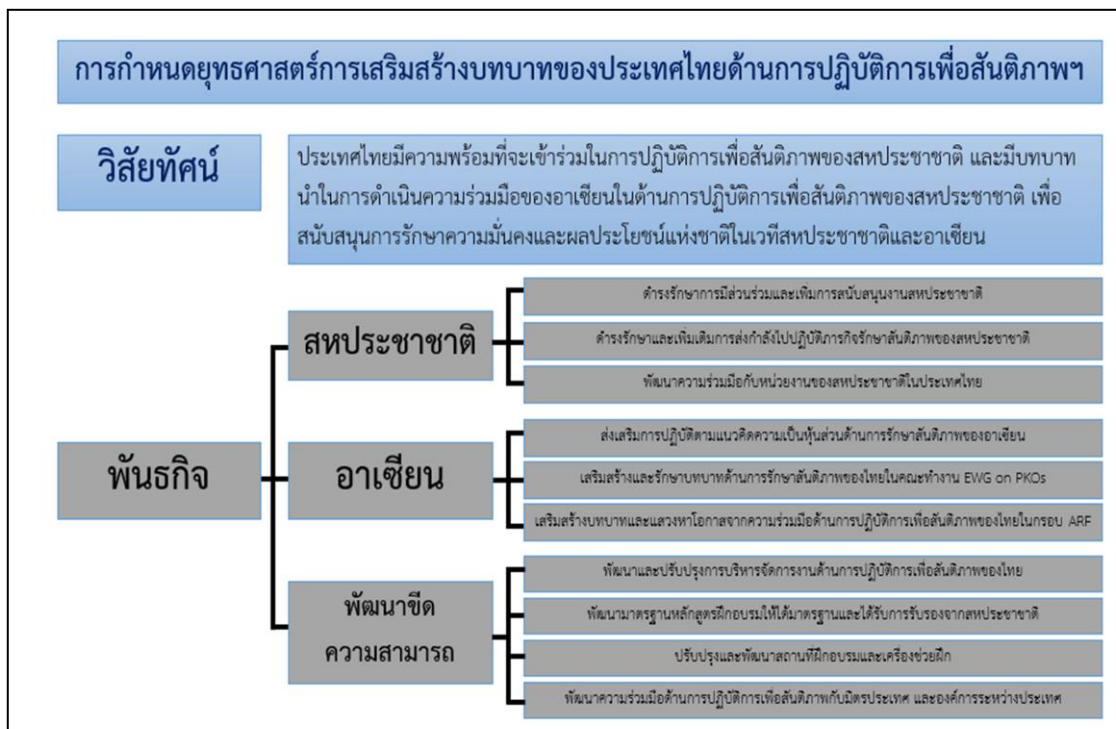 การกำหนดยุทธศาสตร์การเสริมสร้างบทบาทของประเทศไทยด้านการปฏิบัติการเพื่อสันติภาพฯ
วิสัยทัศน์
ประเทศไทยมีความพร้อมที่จะเข้าร่วมในการปฏิบัติการเพื่อสันติภาพของสหประชาชาติ และมีบทบาท
นำในการดำเนินความร่วมมือของอาเซียนในด้านการปฏิบัติการเพื่อสันติภาพของสหประชาชาติ เพื่อ
สนับสนุนการรักษาความมั่นคงและผลประโยชน์แห่งชาติในเวทีสหประชาชาติและอาเซียน
พันธกิจ
สหประชาชาติ
ดำรงรักษาการมีส่วนร่วมและเพิ่มการสนับสนุนงานสหประชาชาติ
ดำรงรักษาและเพิ่มเติมการส่งกำลังไปปฏิบัติภารกิจรักษาสันติภาพของสหประชาชาติ
พัฒนาความร่วมมือกับหน่วยงานของสหประชาชาติในประเทศไทย
อาเซียน
ส่งเสริมการปฏิบัติตามแนวคิดความเป็นหุ้นส่วนด้านการรักษาสันติภาพของอาเซียน
เสริมสร้างและรักษาบทบาทด้านการรักษาสันติภาพของไทยในคณะทำงาน EWG on PKOs
เสริมสร้างบทบาทและแสวงหาโอกาสจากความร่วมมือด้านการปฏิบัติการเพื่อสันติภาพของไทยในกรอบ ARF
พัฒนาขีด
ความสามารถ
พัฒนาและปรับปรุงการบริหารจัดการงานด้านการปฏิบัติการเพื่อสันติภาพของไทย
พัฒนามาตรฐานหลักสูตรฝึกอบรมให้ได้มาตรฐานและได้รับการรับรองจากสหประชาชาติ
ปรับปรุงและพัฒนาสถานที่ฝึกอบรมและเครื่องช่วยฝึก
พัฒนาความร่วมมือด้านการปฏิบัติการเพื่อสันติภาพกับมิตรประเทศ และองค์การระหว่างประเทศ